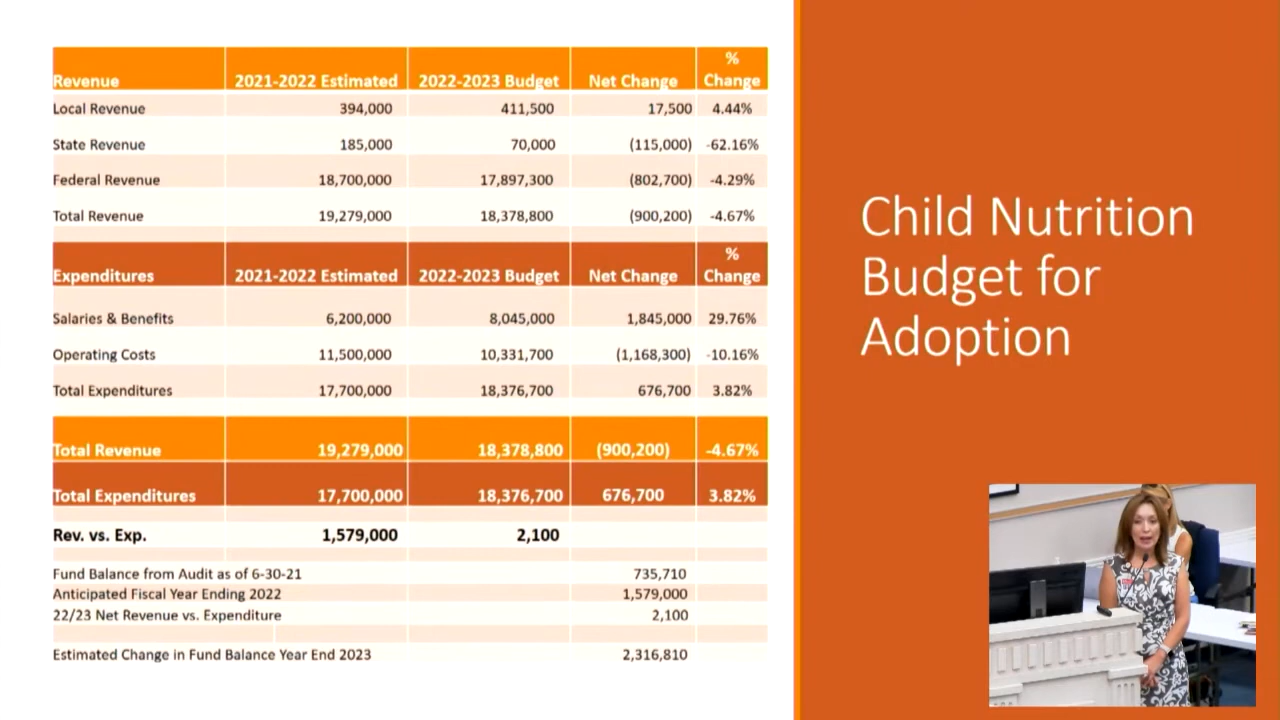 Revenue 2021-2022 Estimated 2022-2023 Budget Net Change % Change
Local Revenue 394,000 411,500 17,500 4.44%
State Revenue 185,000 70,000 (115,000) -62.16%
Federal Revenue 18,700,000 17,897,300 (802,700) -4.29%
Total Revenue 19,279,000 18,378,800 (900,200) -4.67%
Expenditures 2021-2022 Estimated 2022-2023 Budget Net Change % Change
Salaries & Benefits 6,200,000 8,045,000 1,845,000 29.76%
Operating Costs 11,500,000 10,331,700 (1,168,300) -10.16%
Total Expenditures 17,700,000 18,376,700 676,700 3.82%
Total Revenue 19,279,000 18,378,800 (900,200) -4.67%
Total Expenditures 17,700,000 18,376,700 676,700 3.82%
Rev. vs. Exp. 1,579,000 2,100
Fund Balance from Audit as of 6-30-21 735,710
Anticipated Fiscal Year Ending 2022 1,579,000
22/23 Net Revenue vs. Expenditure 2,100
Estimated Change in Fund Balance Year End 2023 2,316,810
Child Nutrition
Budget for
Adoption